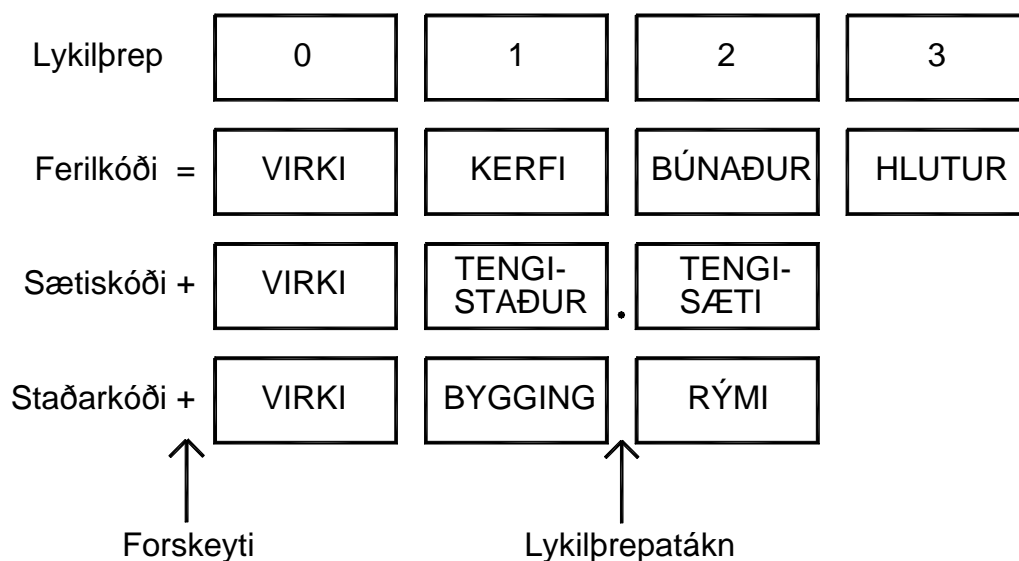 Lykilþrep 0 1 2 3
Ferilkóði = VIRKI KERFI BÚNAÐUR HLUTUR
Sætiskóði + VIRKI TENGI-
STAÐUR . TENGI-
SÆTI
Staðarkóði + VIRKI BYGGING RÝMI
Forskeyti Lykilþrepatákn